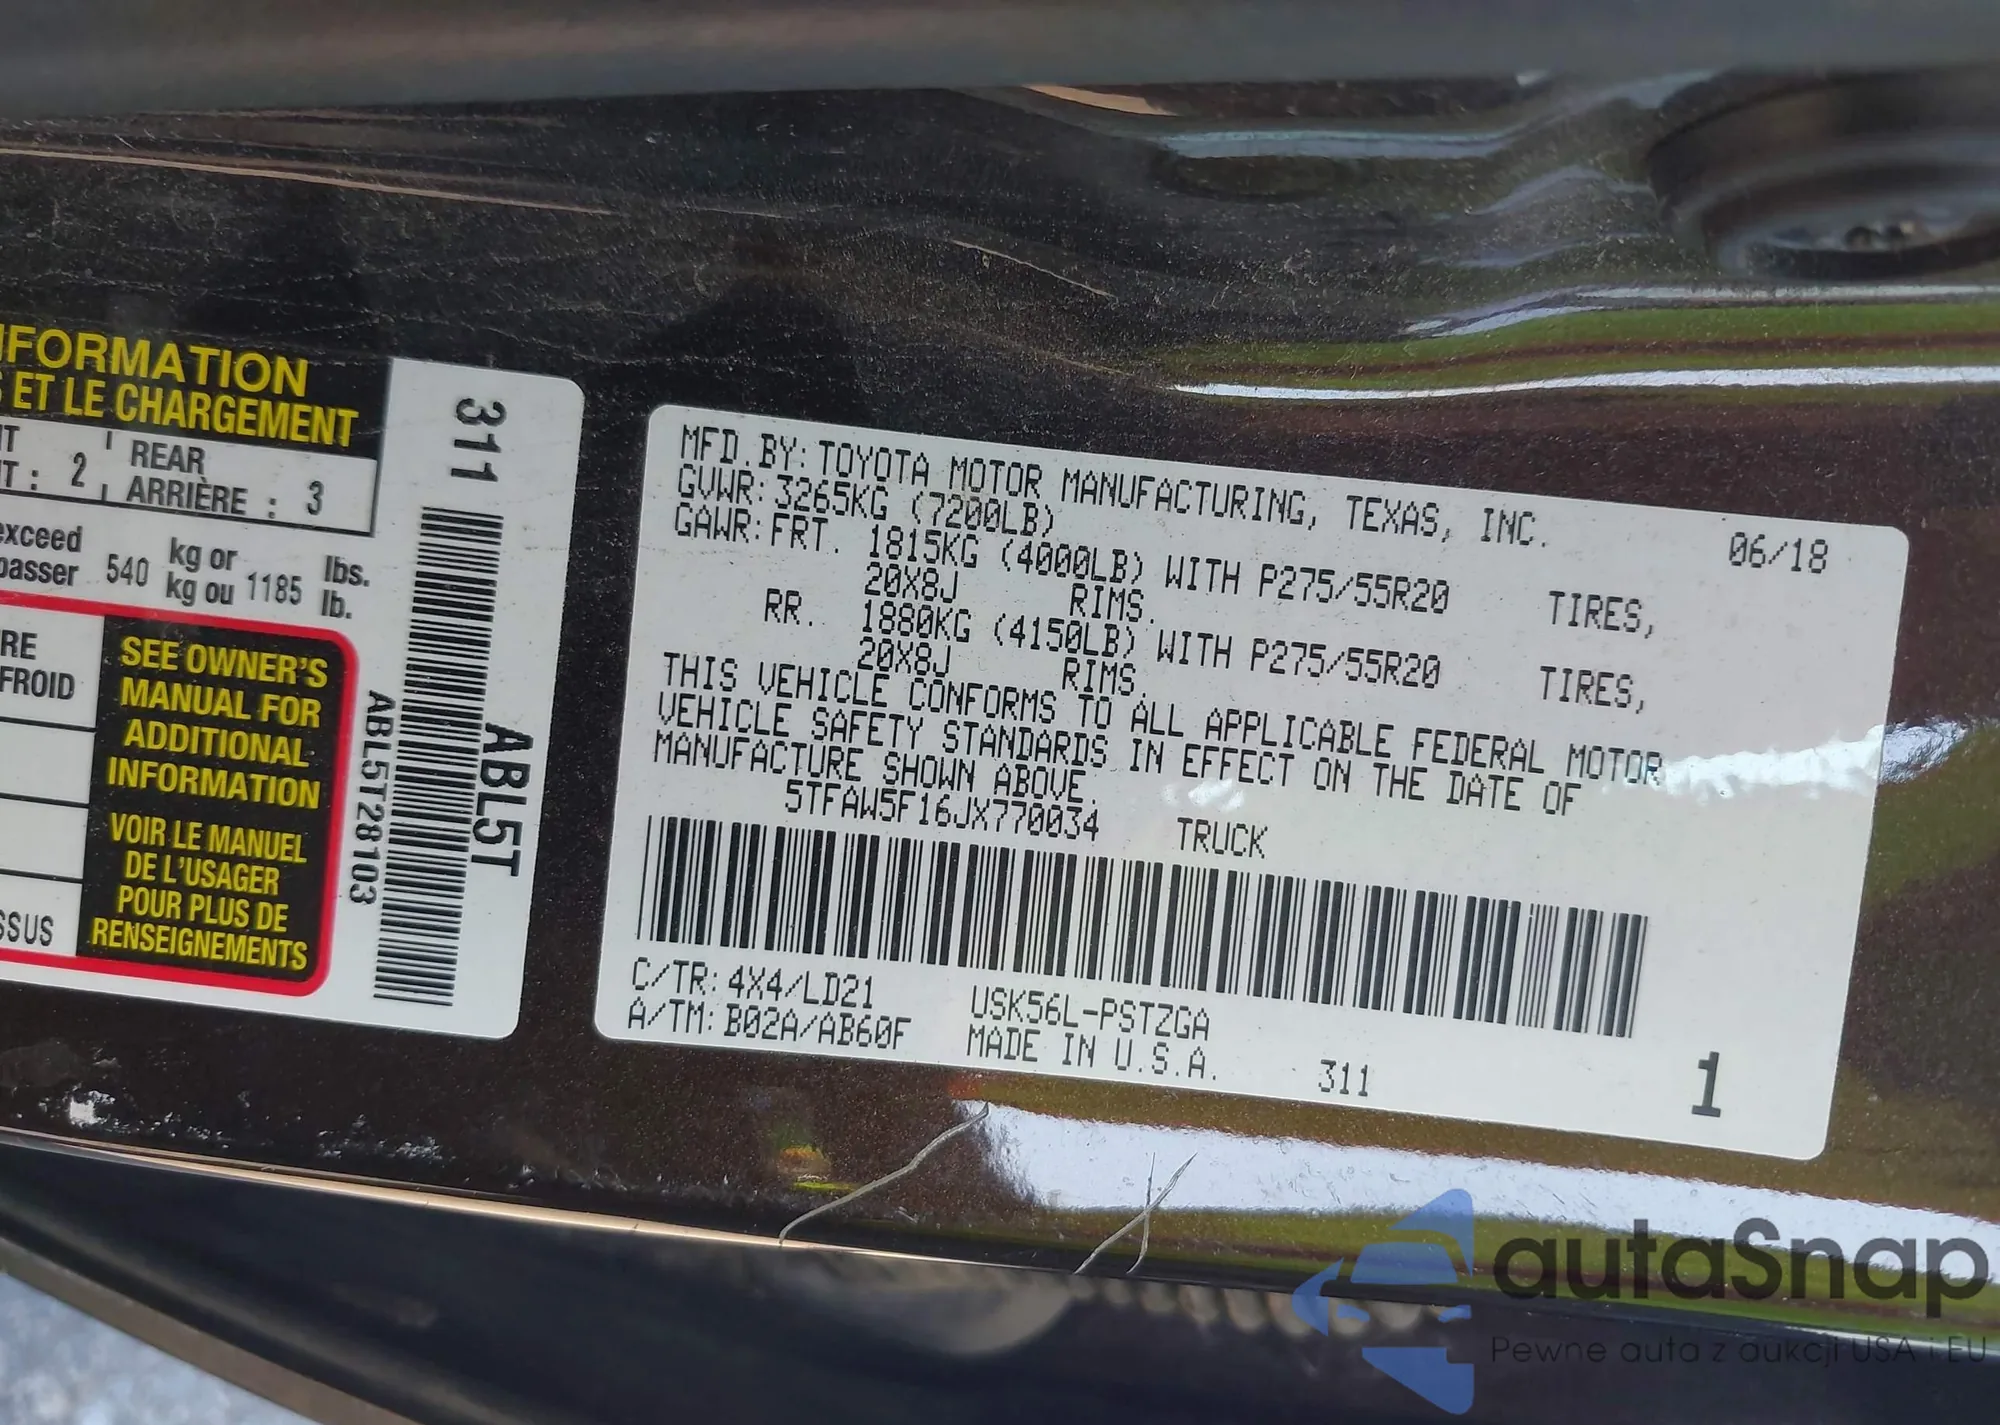 INFORMATION
ET LE CHARGEMENT
REAR
: 2 ARRIÈRE : 3
exceed
540 kg or 1185 lbs.
kg ou lb.
FROID
SEE OWNER'S
MANUAL FOR
ADDITIONAL
INFORMATION
VOIR LE MANUEL
DE L'USAGER
POUR PLUS DE
RENSEIGNEMENTS
311
ABL5T28103
ABL5T
MFD.BY: TOYOTA MOTOR MANUFACTURING, TEXAS, INC. 06/18
GVWR: 3265KG (7200LB)
GAWR: FRT. 1815KG (4000LB) WITH P275/55R20 TIRES,
20X8J RIMS.
RR. 1880KG (4150LB) WITH P275/55R20 TIRES,
20X8J RIMS.
THIS VEHICLE CONFORMS TO ALL APPLICABLE FEDERAL MOTOR
VEHICLE SAFETY STANDARDS IN EFFECT ON THE DATE OF
MANUFACTURE SHOWN ABOVE.
5TFAW5F16JX770034 TRUCK
C/TR: 4X4/LD21 USK56L-PSTZGA
A/TM: B02A/AB60F MADE IN U.S.A. 311
1
autaSnap
Pewne auta z aukcji USA i EU